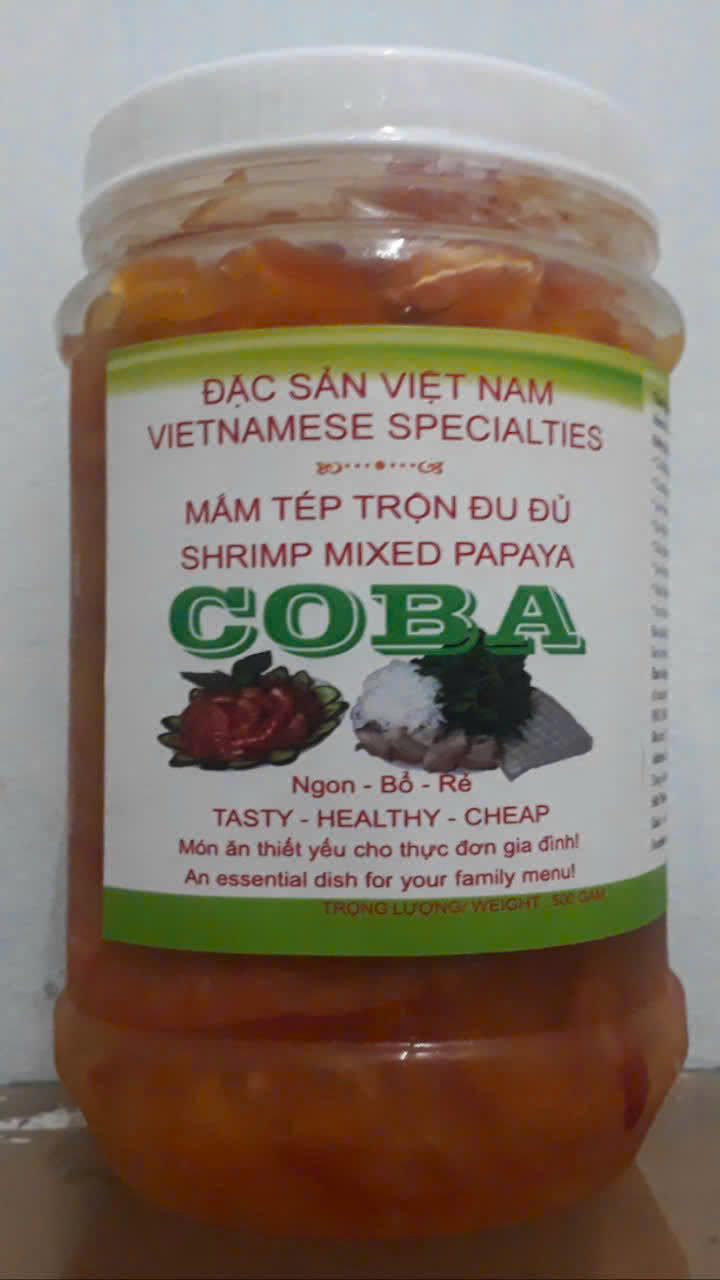 ĐẶC SẢN VIỆT NAM
VIETNAMESE SPECIALTIES
MẮM TÉP TRỘN ĐU ĐỦ
SHRIMP MIXED PAPAYA
COBA
Ngon - Bổ - Rẻ
TASTY - HEALTHY - CHEAP
Món ăn thiết yếu cho thực đơn gia đình!
An essential dish for your family menu!
TRỌNG LƯỢNG/ WEIGHT : 500 GAM